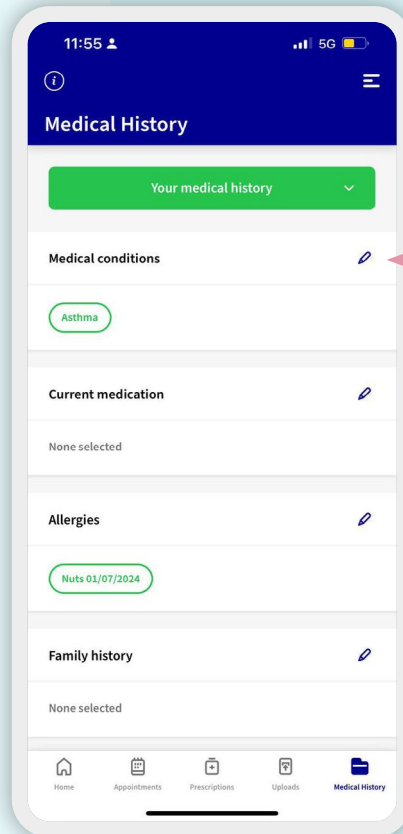 11:55
5G
Medical History
Your medical history
Medical conditions
Asthma
Current medication
None selected
Allergies
Nuts 01/07/2024
Family history
None selected
Home Appointments Prescriptions Uploads Medical History